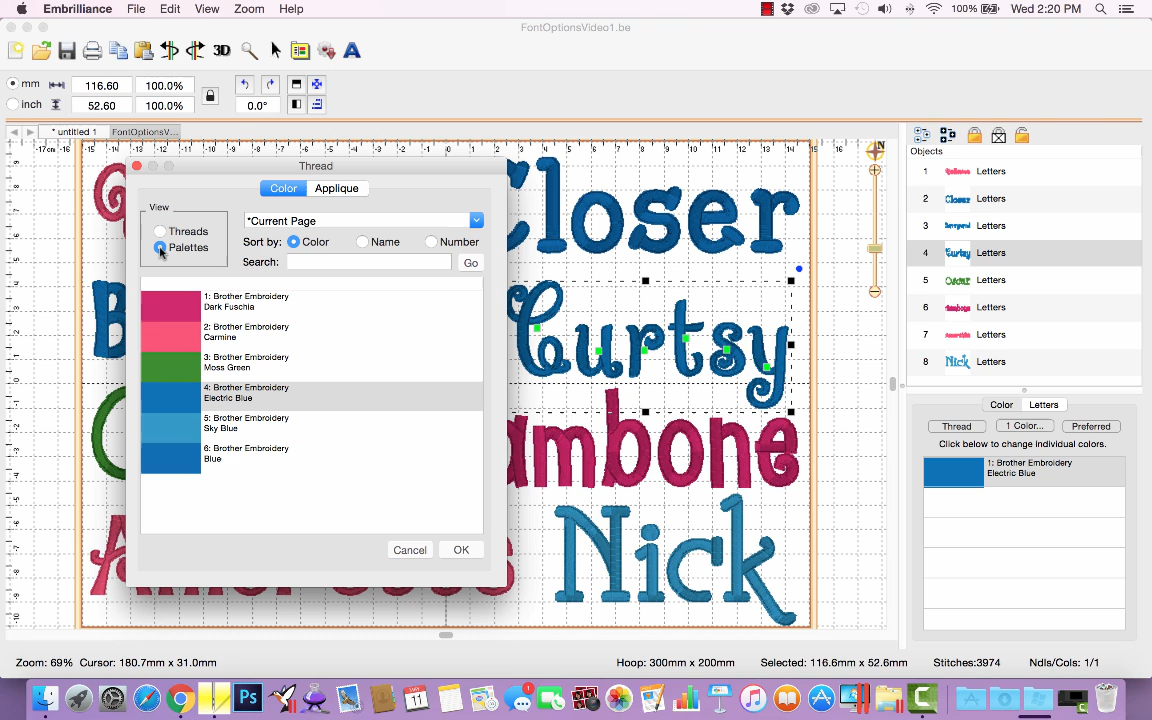 Embrilliance File Edit View Zoom Help 100% Wed 2:20 PM
FontOptionsVideo1.be
3D A
mm 116.60 100.0%
inch 52.60 100.0% 0.0°
* untitled 1 FontOptionsV...
Objects
1 Letters
2 Closer Letters
3 Letters
4 Curtsy Letters
5 Oscar Letters
6 Letters
7 Letters
8 Nick Letters
Thread
Color Applique
View
Threads
Palettes
*Current Page
Sort by: Color Name Number
Search: Go
1: Brother Embroidery
Dark Fuschia
2: Brother Embroidery
Carmine
3: Brother Embroidery
Moss Green
4: Brother Embroidery
Electric Blue
5: Brother Embroidery
Sky Blue
6: Brother Embroidery
Blue
Cancel OK
Closer
Curtsy
ambone
Nick
N
Color Letters
Thread 1 Color... Preferred
Click below to change individual colors.
1: Brother Embroidery
Electric Blue
Zoom: 69% Cursor: 180.7mm x 31.0mm Hoop: 300mm x 200mm Selected: 116.6mm x 52.6mm Stitches:3974 Ndls/Cols: 1/1
Ps